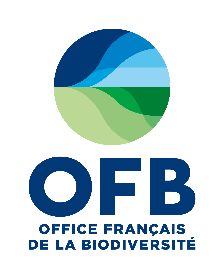 OFB
OFFICE FRANÇAIS
DE LA BIODIVERSITÉ